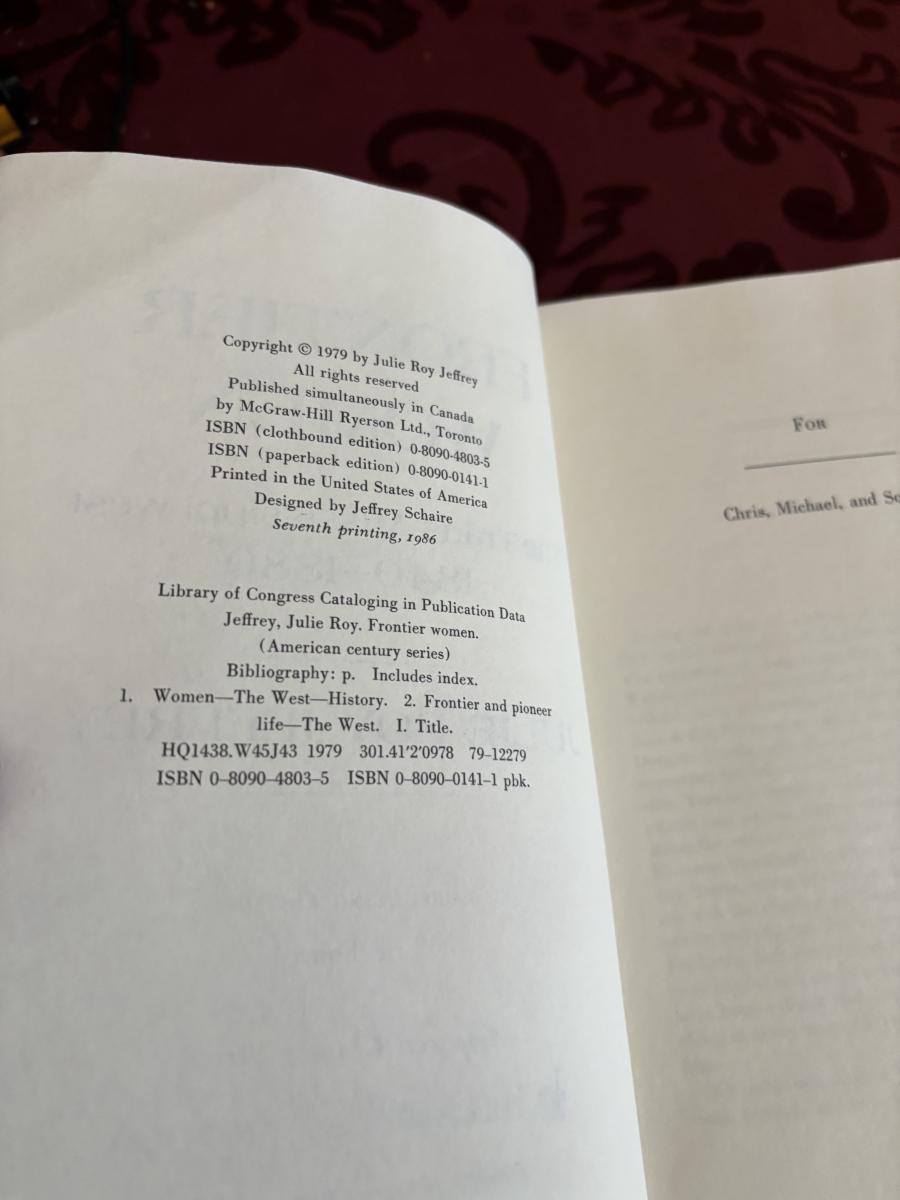 Copyright © 1979 by Julie Roy Jeffrey
All rights reserved
Published simultaneously in Canada
by McGraw-Hill Ryerson Ltd., Toronto
ISBN (clothbound edition) 0-8090-4803-5
ISBN (paperback edition) 0-8090-0141-1
Printed in the United States of America
Designed by Jeffrey Schaire
Seventh printing, 1986
Library of Congress Cataloging in Publication Data
Jeffrey, Julie Roy. Frontier women.
(American century series)
Bibliography: p. Includes index.
1. Women—The West—History. 2. Frontier and pioneer
life—The West. I. Title.
HQ1438.W45J43 1979 301.41'2'0978 79-12279
ISBN 0-8090-4803-5 ISBN 0-8090-0141-1 pbk.
For
Chris, Michael, and